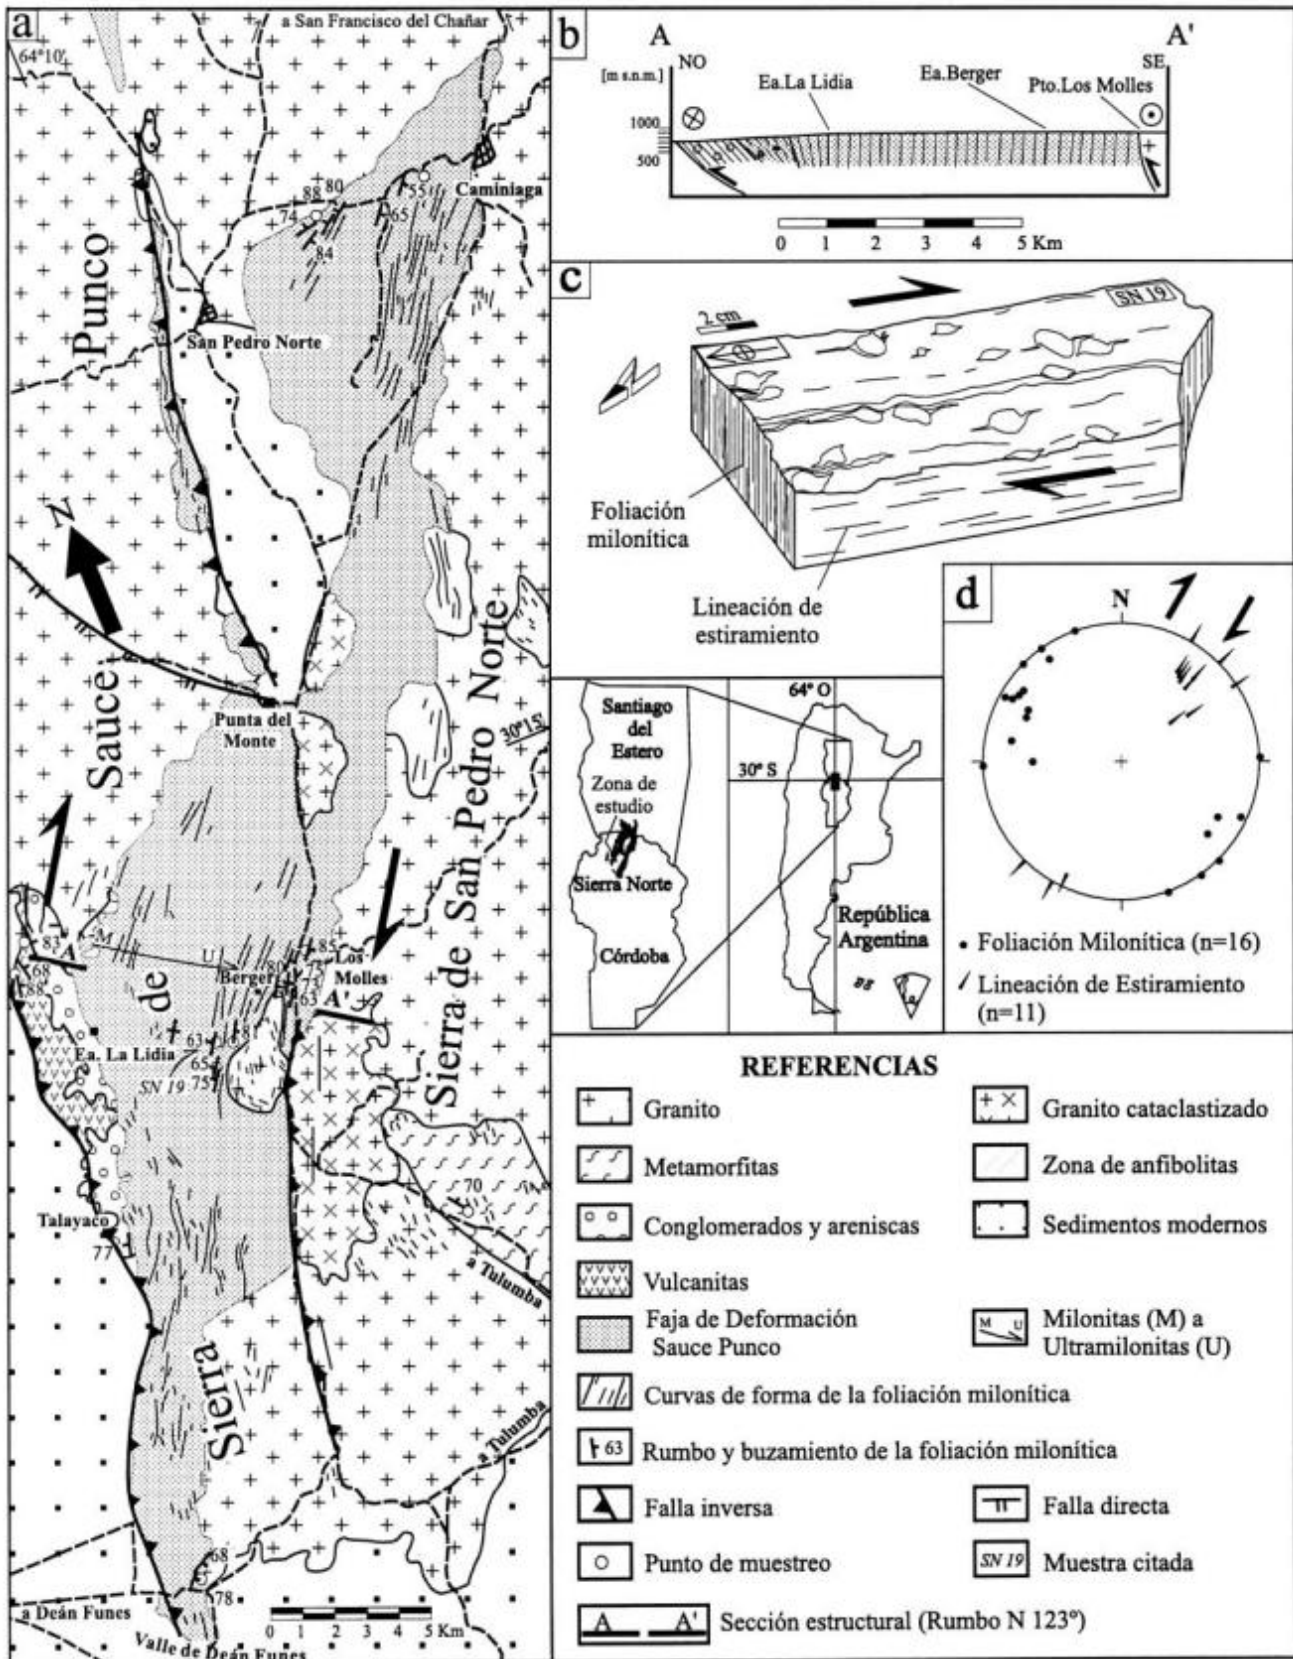 a
a San Francisco del Chañar
64°10'
80
88
74
84
55
65
Caminiaga
San Pedro Norte
Punco
N
Sauce
Punta del
Monte
30°15'
Sierra de San Pedro Norte
83
A
M
U
68
88
85
Los
Molles
80
75
73
63
Berger
A'
de
81
63
Ea. La Lidia
65
SN 19
75
Talayaco
77
70
a Tulumba
Sierra
a Tulumba
68
78
a Deán Funes
Valle de Deán Funes
0 1 2 3 4 5 Km
b
A
A'
NO
SE
[m s.n.m.]
Ea.La Lidia
Ea.Berger
Pto.Los Molles
1000
500
0 1 2 3 4 5 Km
c
SN 19
2 cm
N
Foliación
milonítica
Lineación de
estiramiento
d
N
Foliación Milonítica (n=16)
Lineación de Estiramiento
(n=11)
Santiago
del
Estero
Zona de
estudio
Sierra Norte
Córdoba
64° O
30° S
República
Argentina
REFERENCIAS
Granito
Granito cataclastizado
Metamorfitas
Zona de anfibolitas
Conglomerados y areniscas
Sedimentos modernos
Vulcanitas
Faja de Deformación
Sauce Punco
M U
Milonitas (M) a
Ultramilonitas (U)
Curvas de forma de la foliación milonítica
63
Rumbo y buzamiento de la foliación milonítica
Falla inversa
Falla directa
Punto de muestreo
SN 19
Muestra citada
A A'
Sección estructural (Rumbo N 123°)